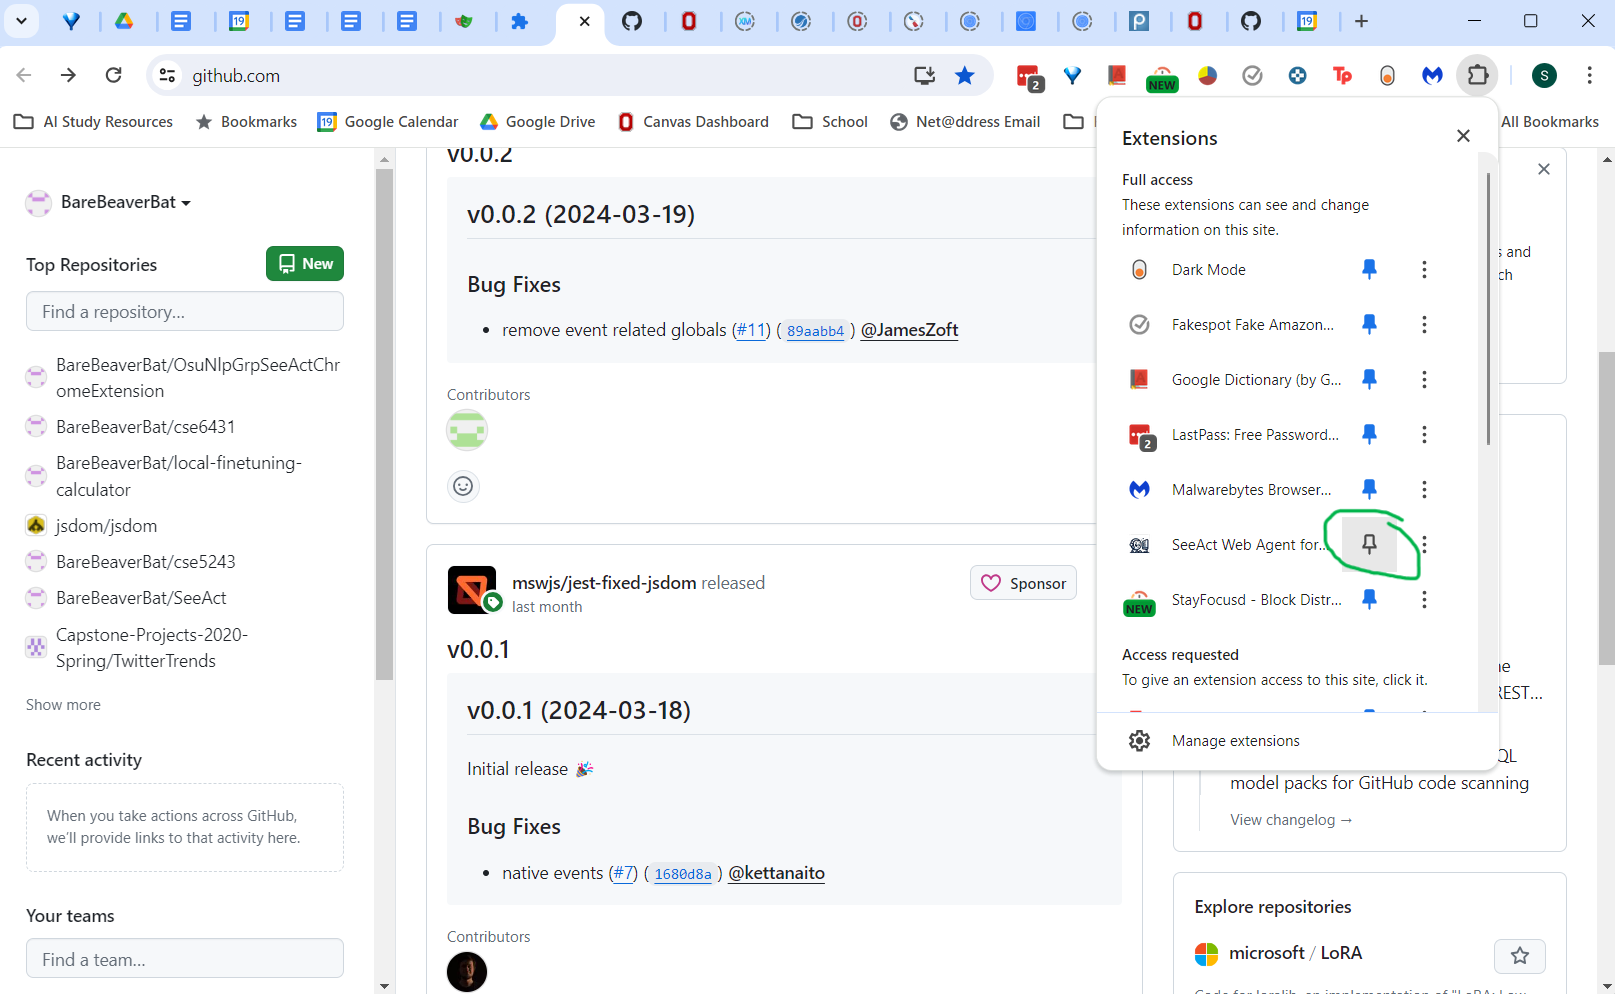 github.com
2
NEW
Tp
S
AI Study Resources
Bookmarks
Google Calendar
Google Drive
Canvas Dashboard
School
Net@ddress Email
All Bookmarks
BareBeaverBat
Top Repositories
New
Find a repository...
BareBeaverBat/OsuNlpGrpSeeActChr
omeExtension
BareBeaverBat/cse6431
BareBeaverBat/local-finetuning-
calculator
jsdom/jsdom
BareBeaverBat/cse5243
BareBeaverBat/SeeAct
Capstone-Projects-2020-
Spring/TwitterTrends
Show more
Recent activity
When you take actions across GitHub,
we'll provide links to that activity here.
Your teams
Find a team...
v0.0.2
v0.0.2 (2024-03-19)
Bug Fixes
remove event related globals (#11) ( 89aabb4 ) @JamesZoft
Contributors
mswjs/jest-fixed-jsdom released
last month
Sponsor
v0.0.1
v0.0.1 (2024-03-18)
Initial release 🎉
Bug Fixes
native events (#7) ( 1680d8a ) @kettanaito
Contributors
Extensions
Full access
These extensions can see and change
information on this site.
Dark Mode
Fakespot Fake Amazon...
Google Dictionary (by G...
LastPass: Free Password...
2
Malwarebytes Browser...
SeeAct Web Agent for...
StayFocusd - Block Distr...
NEW
Access requested
To give an extension access to this site, click it.
Manage extensions
and
REST...
QL
model packs for GitHub code scanning
View changelog →
Explore repositories
microsoft / LoRA